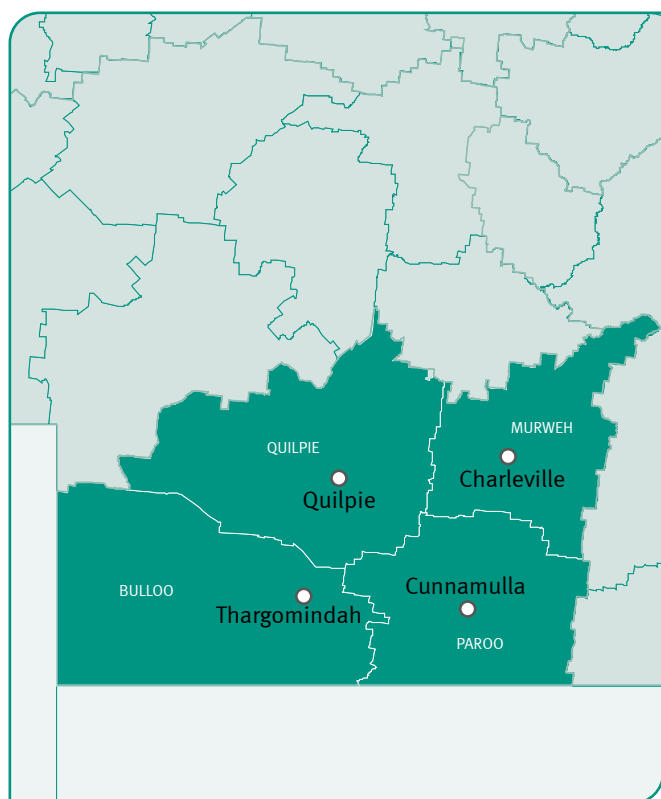 MURWEH
QUILPIE
Charleville
Quilpie
BULLOO
Cunnamulla
Thargomindah
PAROO